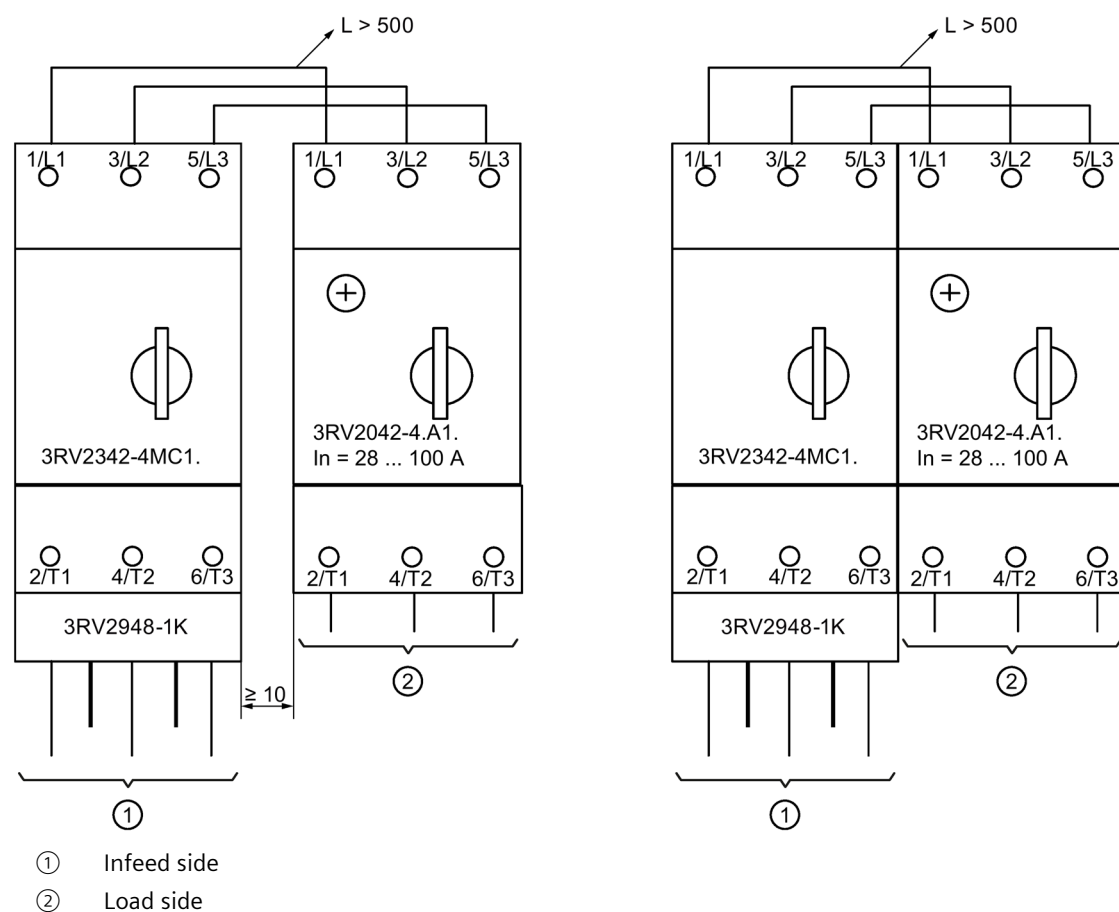 L > 500
1/L1 3/L2 5/L3
1/L1 3/L2 5/L3
3RV2342-4MC1.
3RV2042-4.A1.
In = 28 ... 100 A
2/T1 4/T2 6/T3
2/T1 4/T2 6/T3
3RV2948-1K
≥ 10
②
①
L > 500
1/L1 3/L2 5/L3
1/L1 3/L2 5/L3
3RV2342-4MC1.
3RV2042-4.A1.
In = 28 ... 100 A
2/T1 4/T2 6/T3
2/T1 4/T2 6/T3
3RV2948-1K
②
①
① Infeed side
② Load side